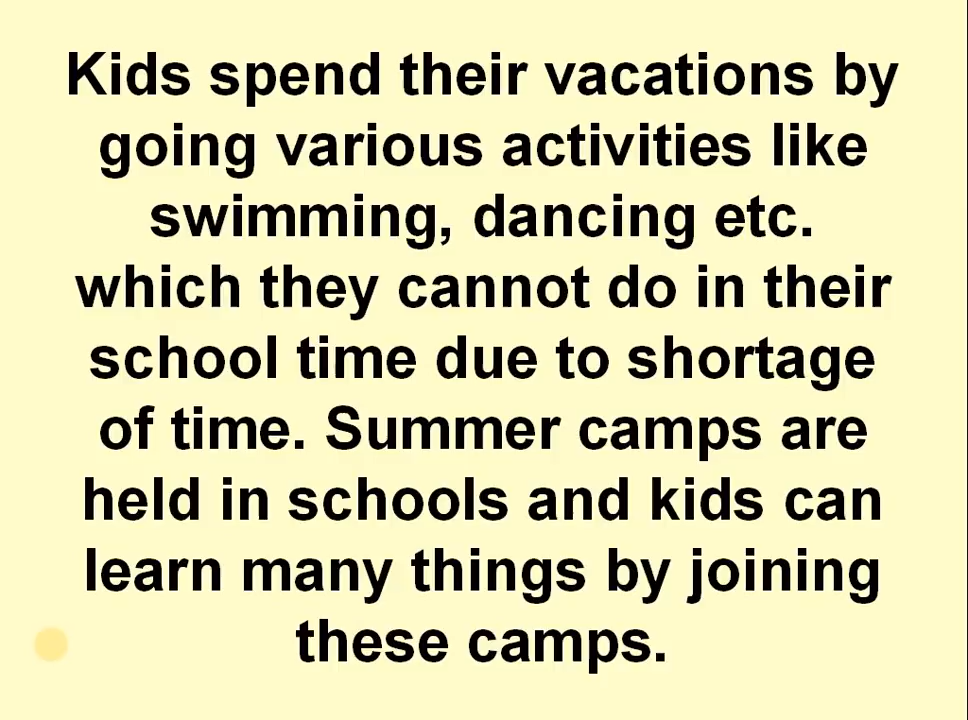 Kids spend their vacations by
going various activities like
swimming, dancing etc.
which they cannot do in their
school time due to shortage
of time. Summer camps are
held in schools and kids can
learn many things by joining
these camps.